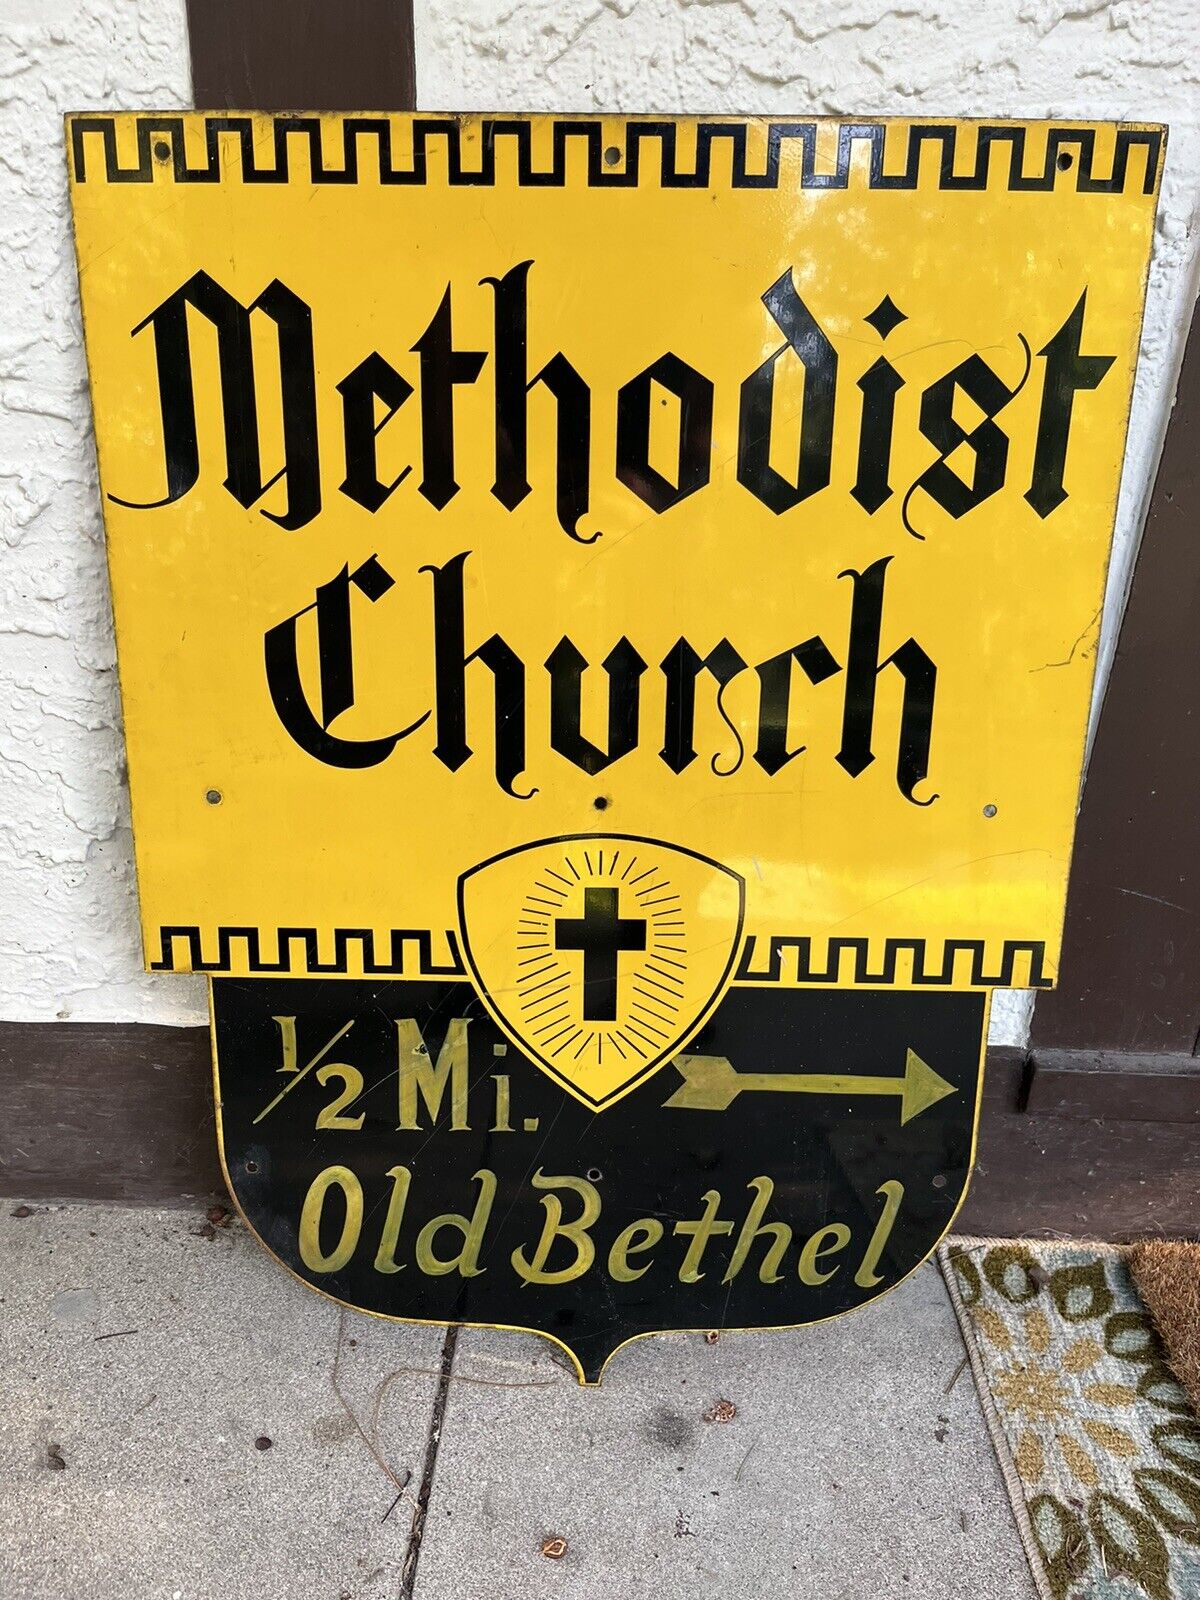 Methodist
Church
1/2 Mi.
Old Bethel